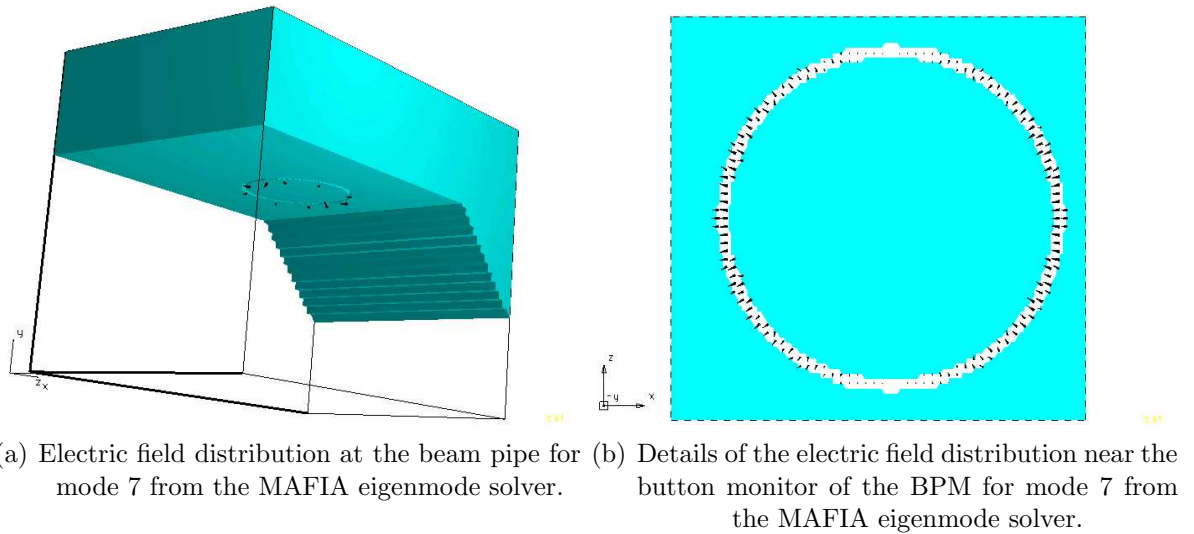 y
z x
z
-y x
(a) Electric field distribution at the beam pipe for
mode 7 from the MAFIA eigenmode solver.
(b) Details of the electric field distribution near the
button monitor of the BPM for mode 7 from
the MAFIA eigenmode solver.